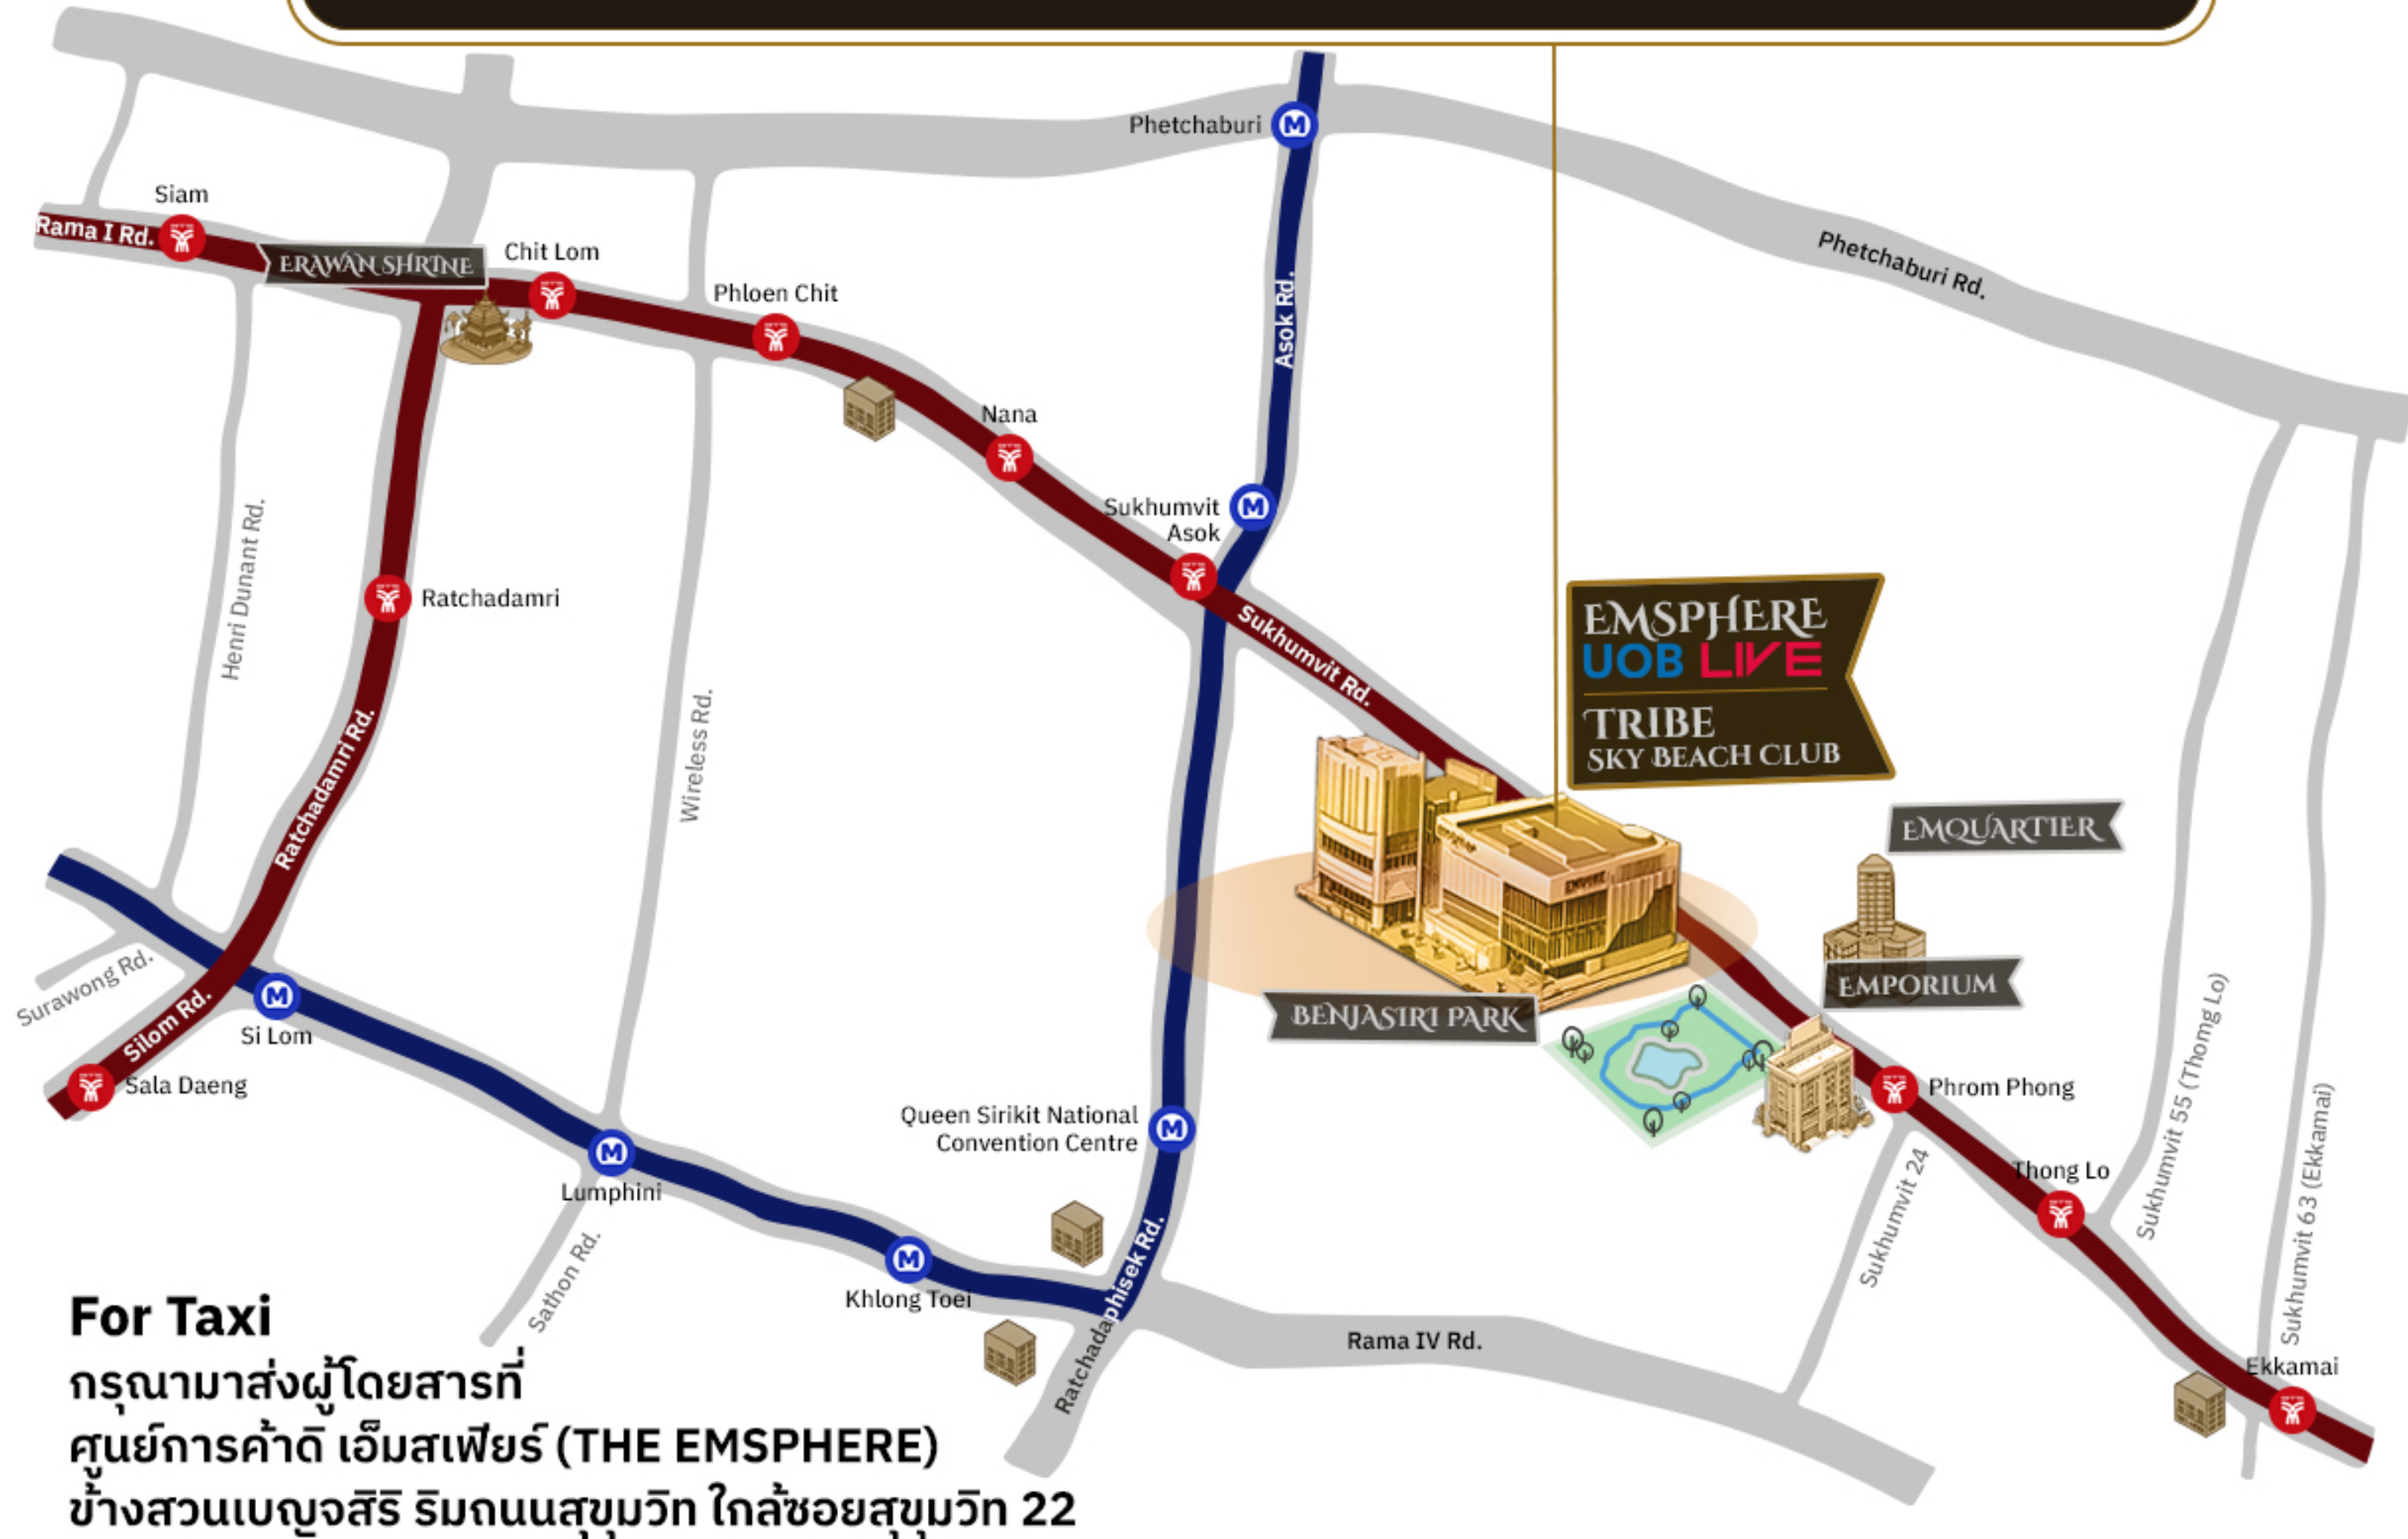 Phetchaburi
Siam
Rama I Rd.
ERAWAN SHRINE
Chit Lom
Phloen Chit
Phetchaburi Rd.
Asok Rd.
Nana
Sukhumvit
Asok
Henri Dunant Rd.
Ratchadamri
Sukhumvit Rd.
EMSPHERE
UOB LIVE
TRIBE
SKY BEACH CLUB
Wireless Rd.
Ratchadamri Rd.
EMQUARTIER
EMPORIUM
BENJASIRI PARK
Surawong Rd.
Silom Rd.
Si Lom
Sala Daeng
Queen Sirikit National
Convention Centre
Phrom Phong
Lumphini
Thong Lo
Sukhumvit 55 (Thomg Lo)
Sukhumvit 63 (Ekkamai)
Sukhumvit 24
Sathon Rd.
Khlong Toei
Ratchadaphisek Rd.
Rama IV Rd.
Ekkamai
For Taxi
กรุณามาส่งผู้โดยสารที่
ศูนย์การค้าดิ เอ็มสเฟียร์ (THE EMSPHERE)
ข้างสวนเบญจสิริ ริมถนนสุขุมวิท ใกล้ซอยสุขุมวิท 22